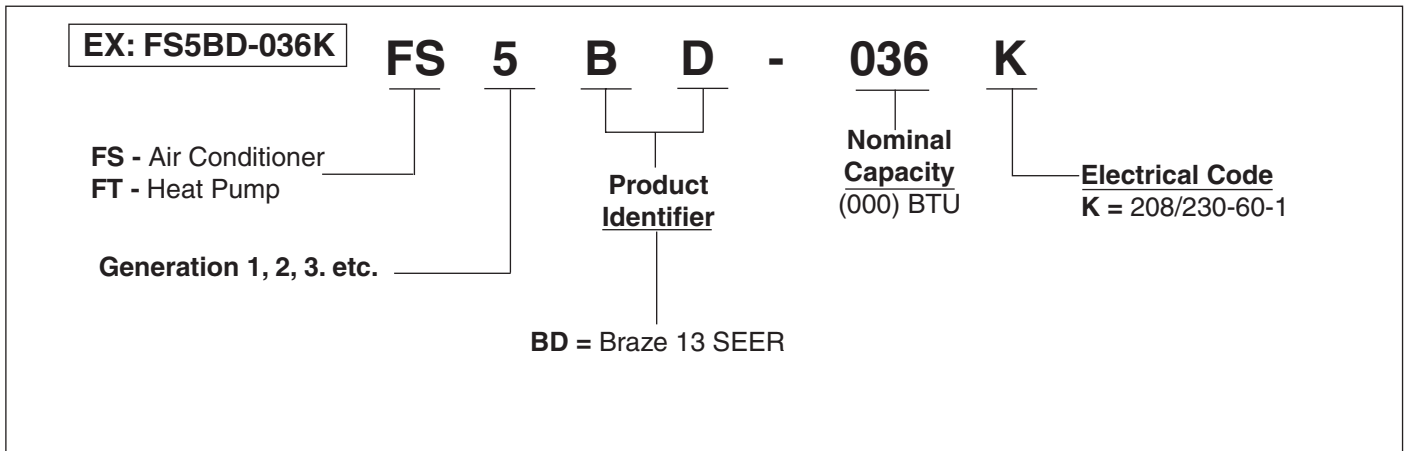 EX: FS5BD-036K
FS 5 B D - 036 K
FS - Air Conditioner
FT - Heat Pump
Generation 1, 2, 3. etc.
Product
Identifier
BD = Braze 13 SEER
Nominal
Capacity
(000) BTU
Electrical Code
K = 208/230-60-1